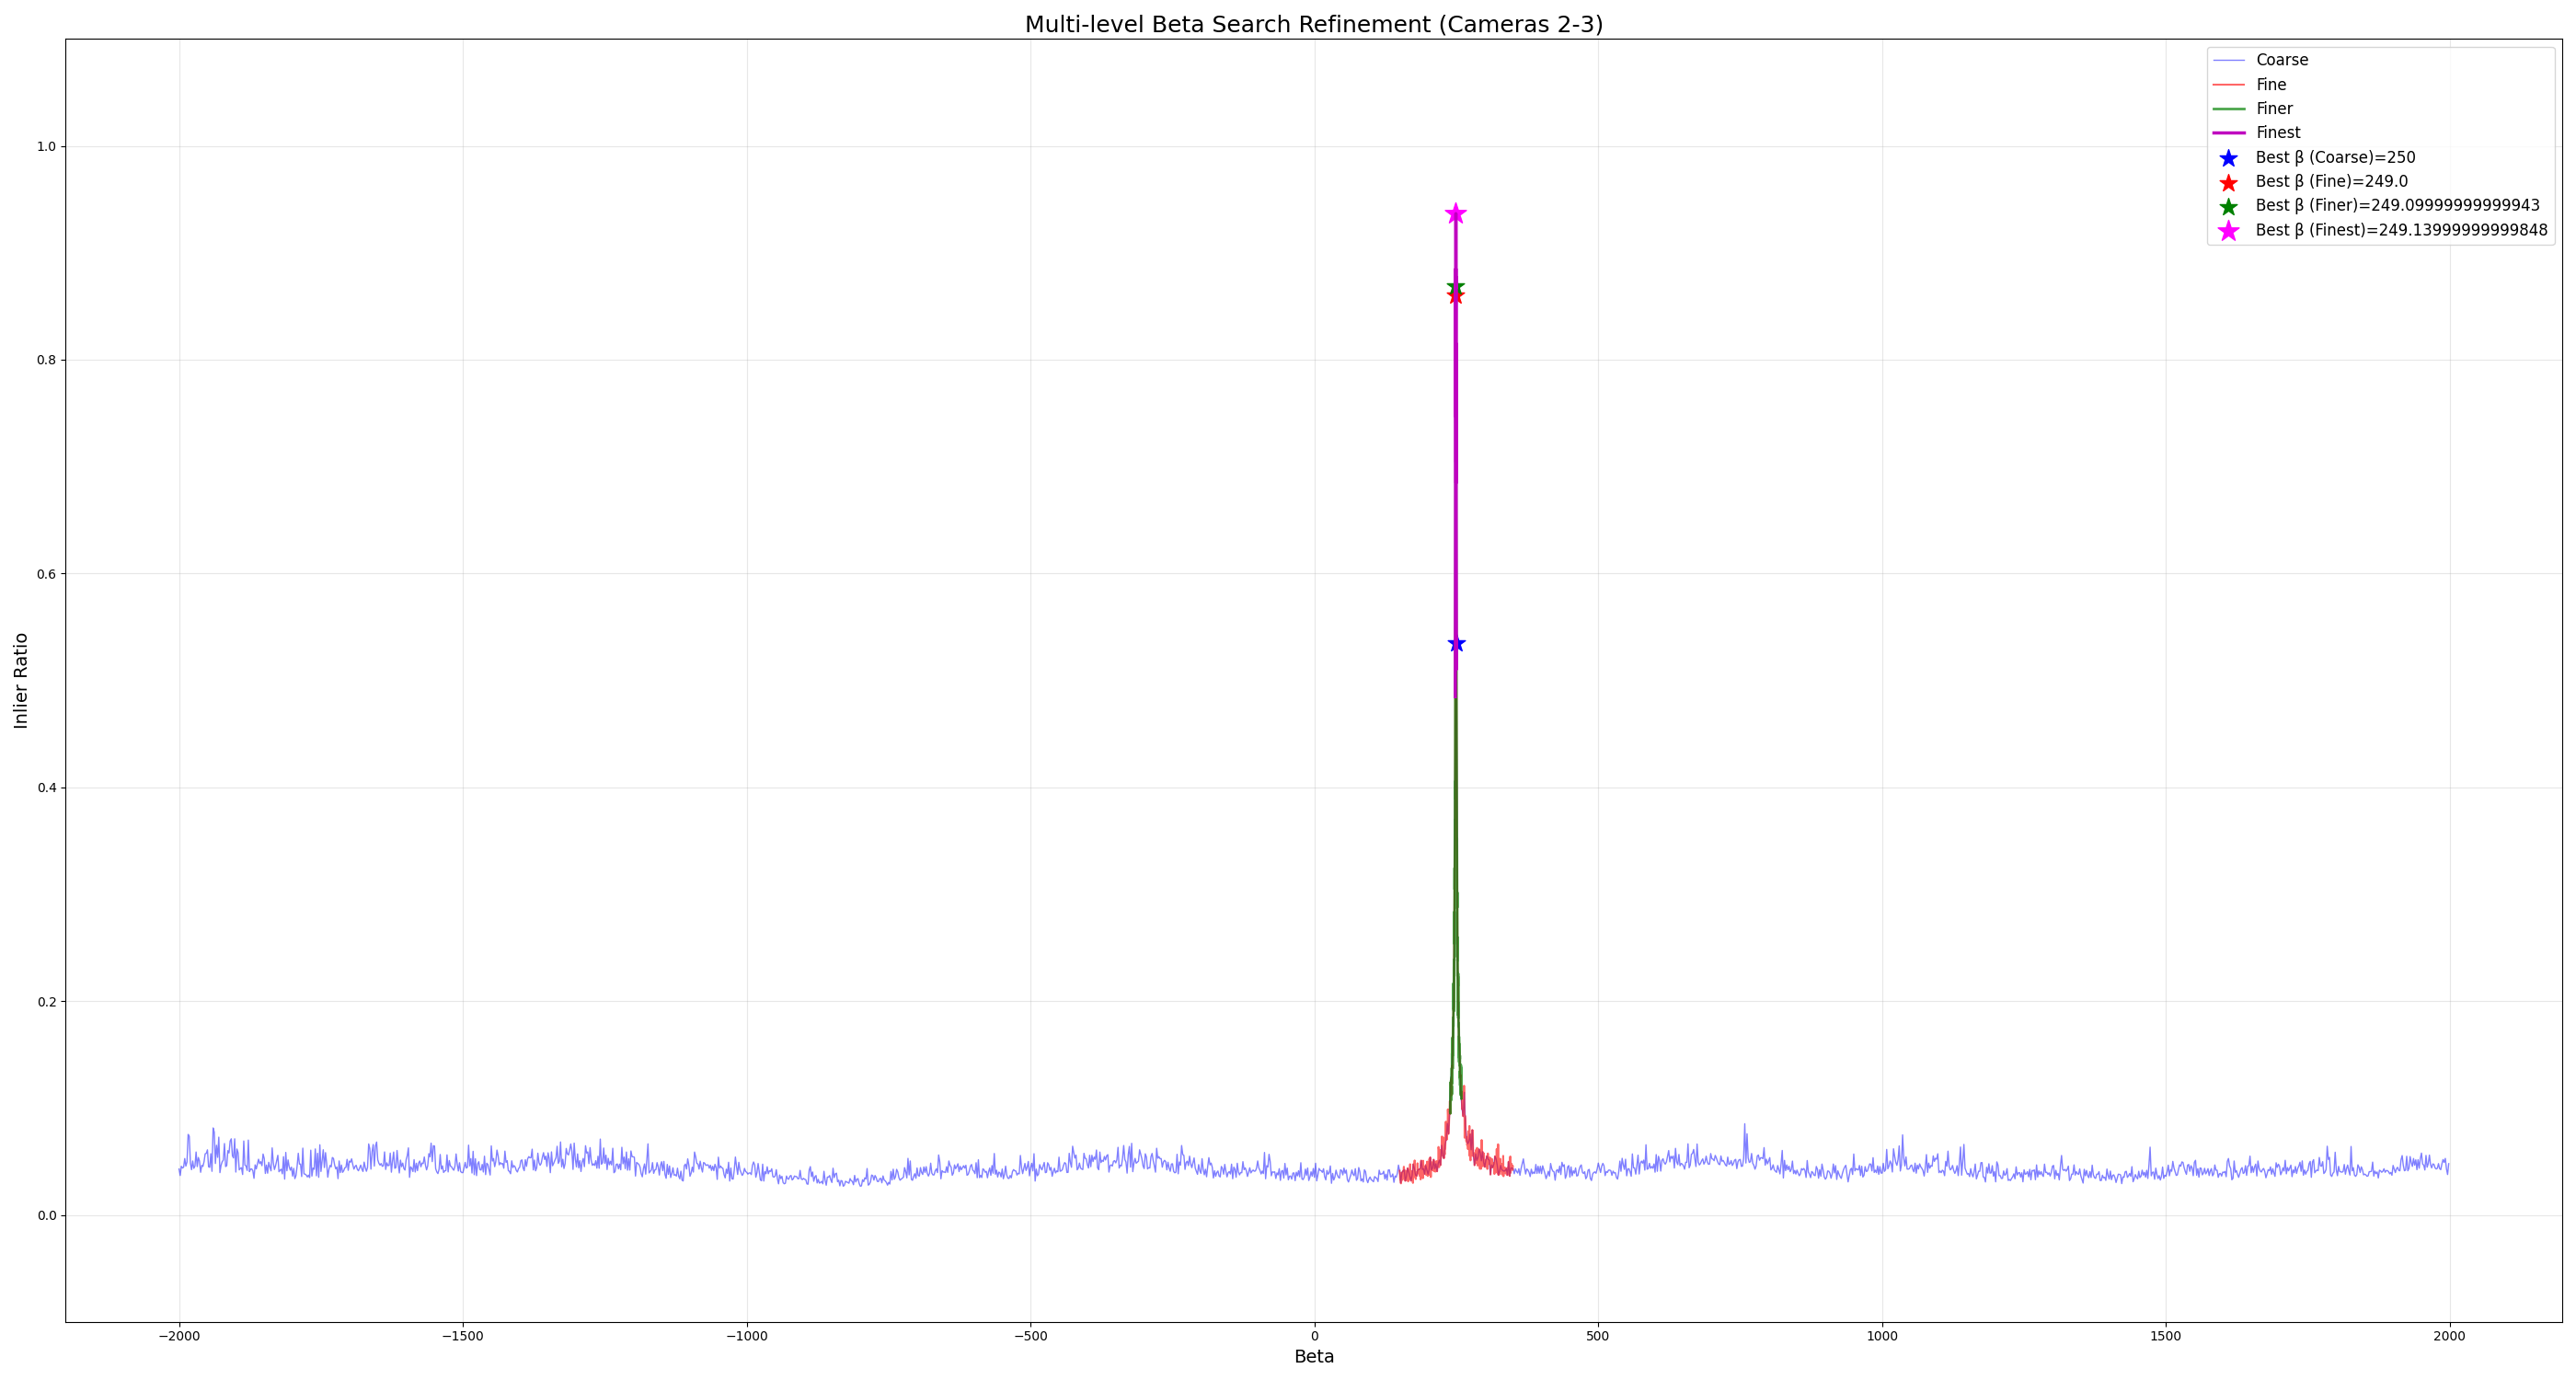 Multi-level Beta Search Refinement (Cameras 2-3)
Coarse
Fine
Finer
Finest
Best β (Coarse)=250
Best β (Fine)=249.0
Best β (Finer)=249.09999999999943
Best β (Finest)=249.13999999999848
1.0
0.8
0.6
0.4
0.2
0.0
Inlier Ratio
−2000 −1500 −1000 −500 0 500 1000 1500 2000
Beta